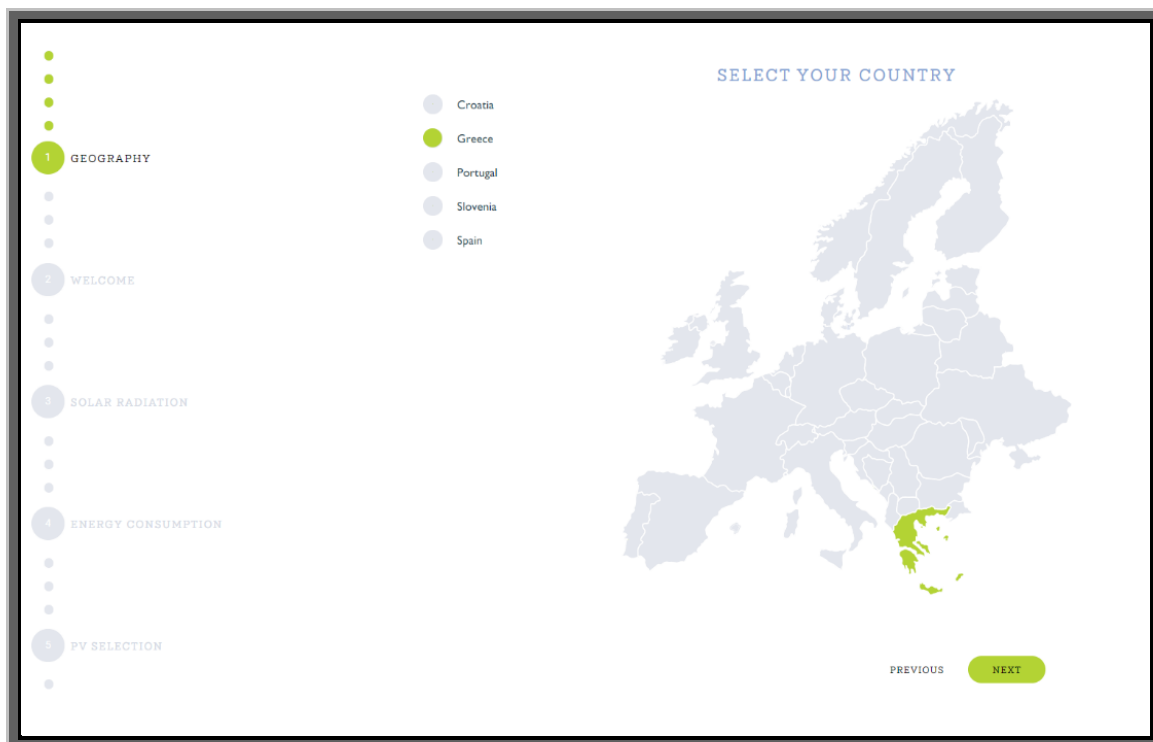 SELECT YOUR COUNTRY
Croatia
Greece
Portugal
Slovenia
Spain
1 GEOGRAPHY
2 WELCOME
3 SOLAR RADIATION
4 ENERGY CONSUMPTION
5 PV SELECTION
PREVIOUS NEXT